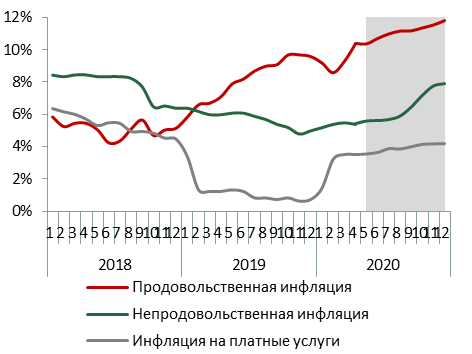 12%
10%
8%
6%
4%
2%
0%
1 2 3 4 5 6 7 8 9 10 11 12 1 2 3 4 5 6 7 8 9 10 11 12 1 2 3 4 5 6 7 8 9 10 11 12
2018 2019 2020
Продовольственная инфляция
Непродовольственная инфляция
Инфляция на платные услуги